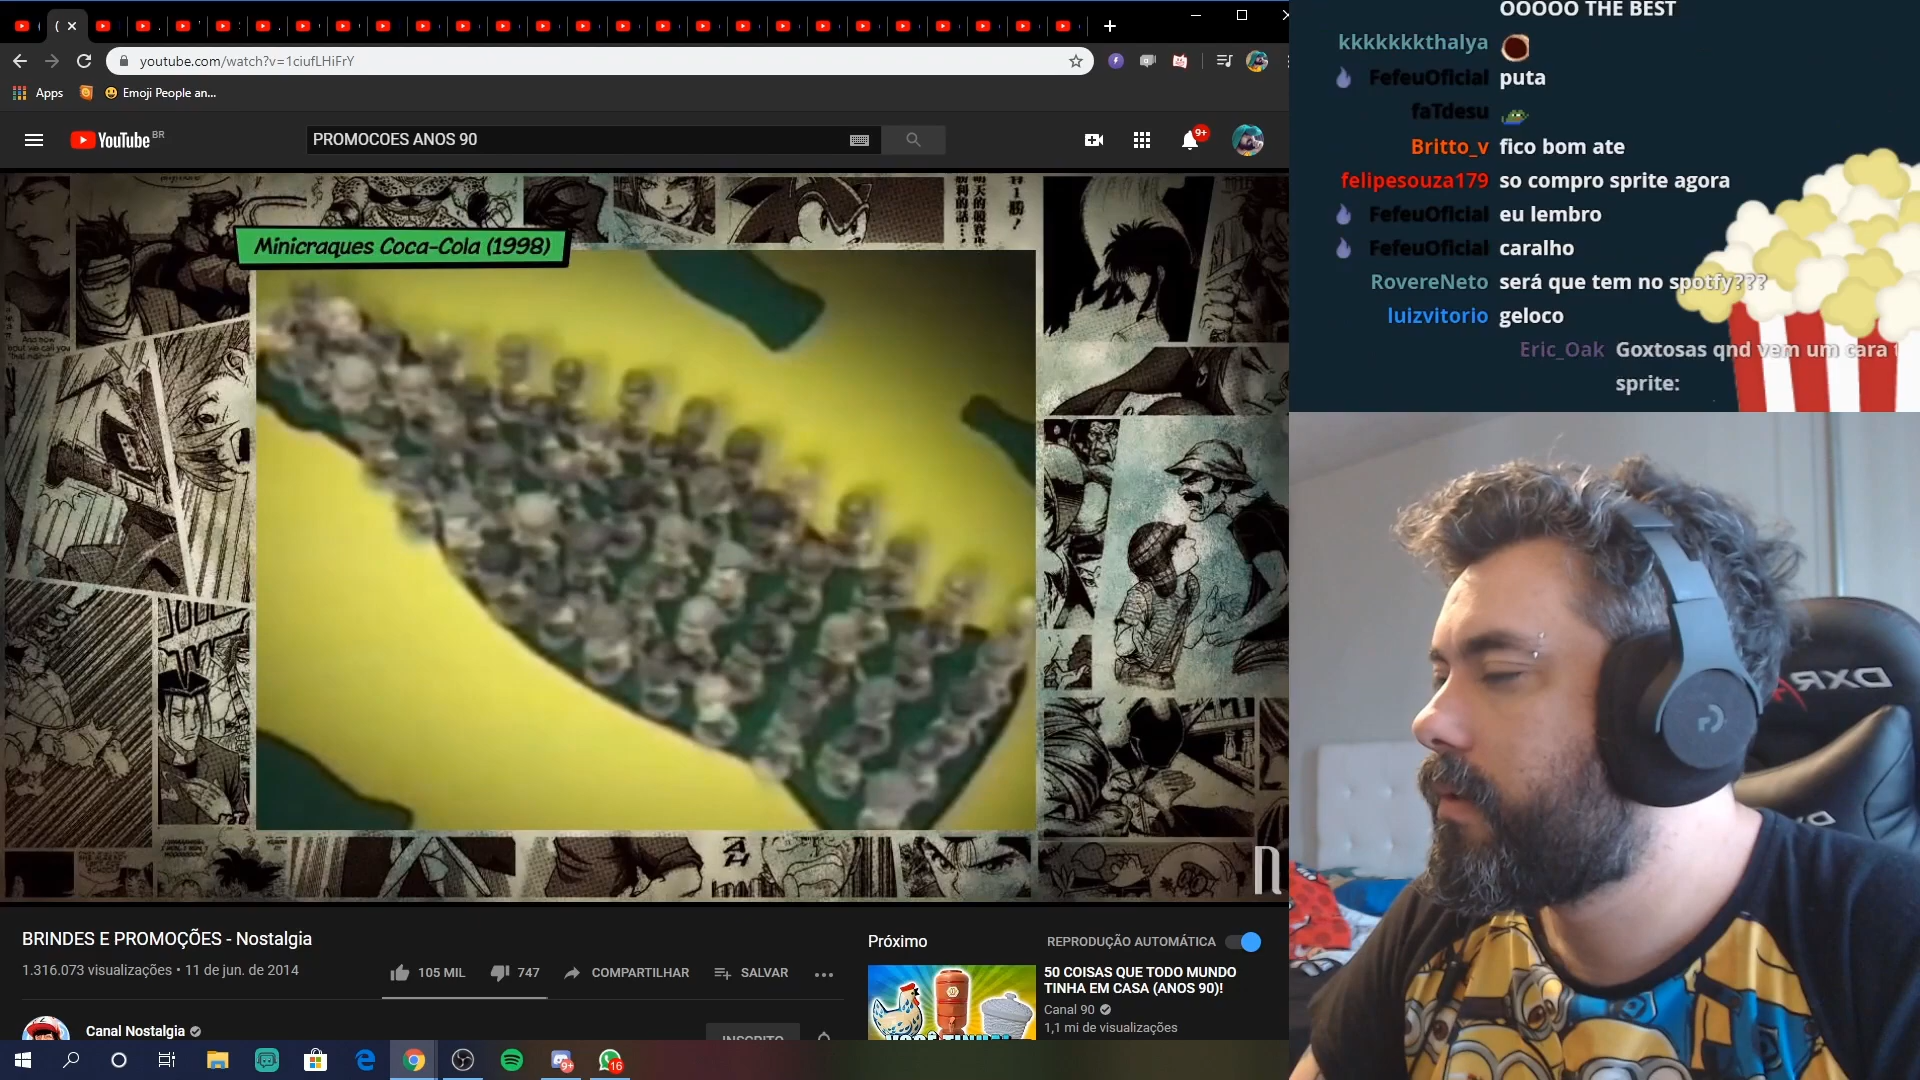 youtube.com/watch?v=1ciufLHiFrY
Apps
Emoji People an...
YouTube BR
PROMOCOES ANOS 90
9+
Minicraques Coca-Cola (1998)
BRINDES E PROMOÇÕES - Nostalgia
1.316.073 visualizações • 11 de jun. de 2014
105 MIL
747
COMPARTILHAR
SALVAR
Canal Nostalgia
INSCRITO
Próximo
REPRODUÇÃO AUTOMÁTICA
50 COISAS QUE TODO MUNDO
TINHA EM CASA (ANOS 90)!
Canal 90
1,1 mi de visualizações
9+
16
OOOOO THE BEST
kkkkkkkthalya
FefeuOficial puta
faTdesu
Britto_v fico bom ate
felipesouza179 so compro sprite agora
FefeuOficial eu lembro
FefeuOficial caralho
RovereNeto será que tem no spotfy???
luizvitorio geloco
Eric_Oak Goxtosas qnd vem um cara
sprite: